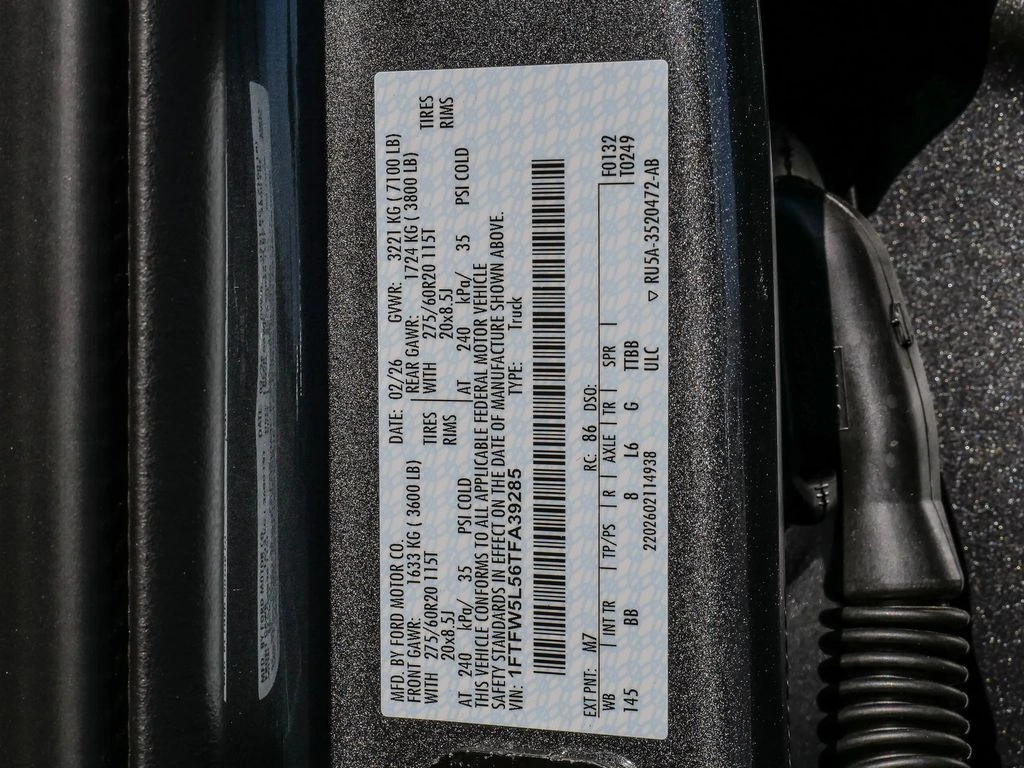 MFD. BY FORD MOTOR CO.
DATE: 02/26 GVWR: 3221 KG ( 7100 LB)
FRONT GAWR: 1633 KG ( 3600 LB) REAR GAWR: 1724 KG ( 3800 LB)
WITH 275/60R20 115T TIRES WITH 275/60R20 115T TIRES
20x8.5J RIMS 20x8.5J RIMS
AT 240 kPa/ 35 PSI COLD AT 240 kPa/ 35 PSI COLD
THIS VEHICLE CONFORMS TO ALL APPLICABLE FEDERAL MOTOR VEHICLE
SAFETY STANDARDS IN EFFECT ON THE DATE OF MANUFACTURE SHOWN ABOVE.
VIN: 1FTFW5L56TFA39285 TYPE: Truck
EXT PNT: M7 RC: 86 DSO: F0132
WB INT TR TP/PS R AXLE TR SPR T0249
145 BB 8 L6 G TTBB
2202602114938 ULC ▽ RU5A-3520472-AB